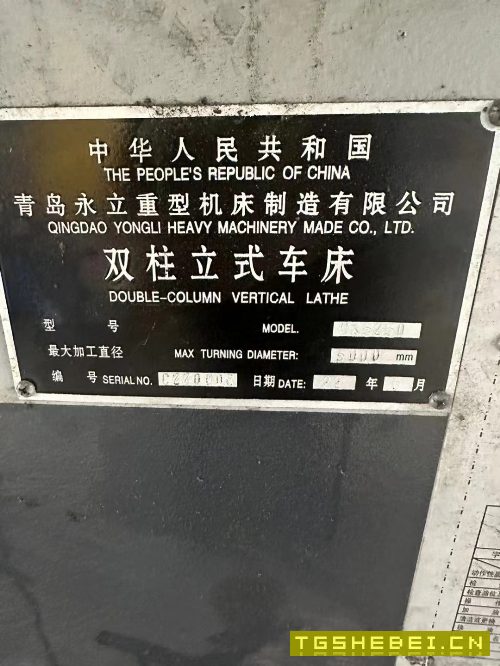 中华人民共和国
THE PEOPLE'S REPUBLIC OF CHINA
青岛永立重型机床制造有限公司
QINGDAO YONGLI HEAVY MACHINERY MADE CO., LTD.
双柱立式车床
DOUBLE-COLUMN VERTICAL LATHE
型 号 MODEL:
最大加工直径 MAX TURNING DIAMETER: 5000 mm
编 号 SERIAL NO. 日期 DATE: 年 月
TGSHEBEI.CN